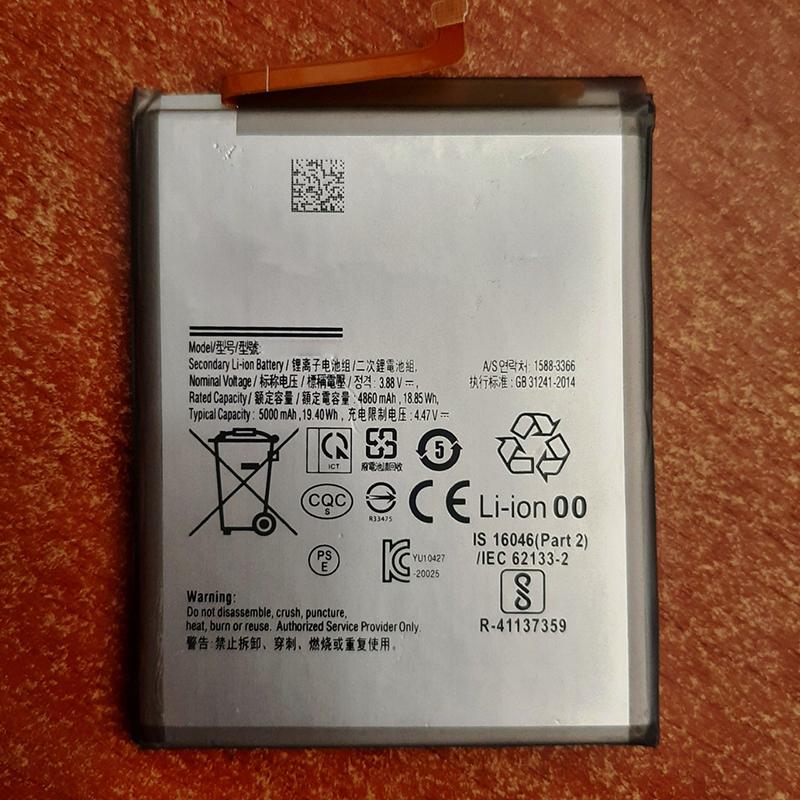 Model/型号/型號:
Secondary Li-ion Battery / 锂离子电池组 /二次鋰電池組,
Nominal Voltage / 标称电压 / 標稱電壓 / 정격 : 3.88 V ⎓,
Rated Capacity / 额定容量 / 額定電容量 : 4860 mAh, 18.85 Wh,
Typical Capacity : 5000 mAh, 19.40 Wh, 充电限制电压 : 4.47 V ⎓
A/S 연락처: 1588-3366
执行标准 : GB 31241-2014
ICT
廢電池請回收
5
CQC
S
R33475
CE
Li-ion 00
IS 16046(Part 2)
/IEC 62133-2
PS
E
YU10427
-20025
R-41137359
Warning:
Do not disassemble, crush, puncture,
heat, burn or reuse. Authorized Service Provider Only.
警告: 禁止拆卸、穿刺、燃烧或重复使用。